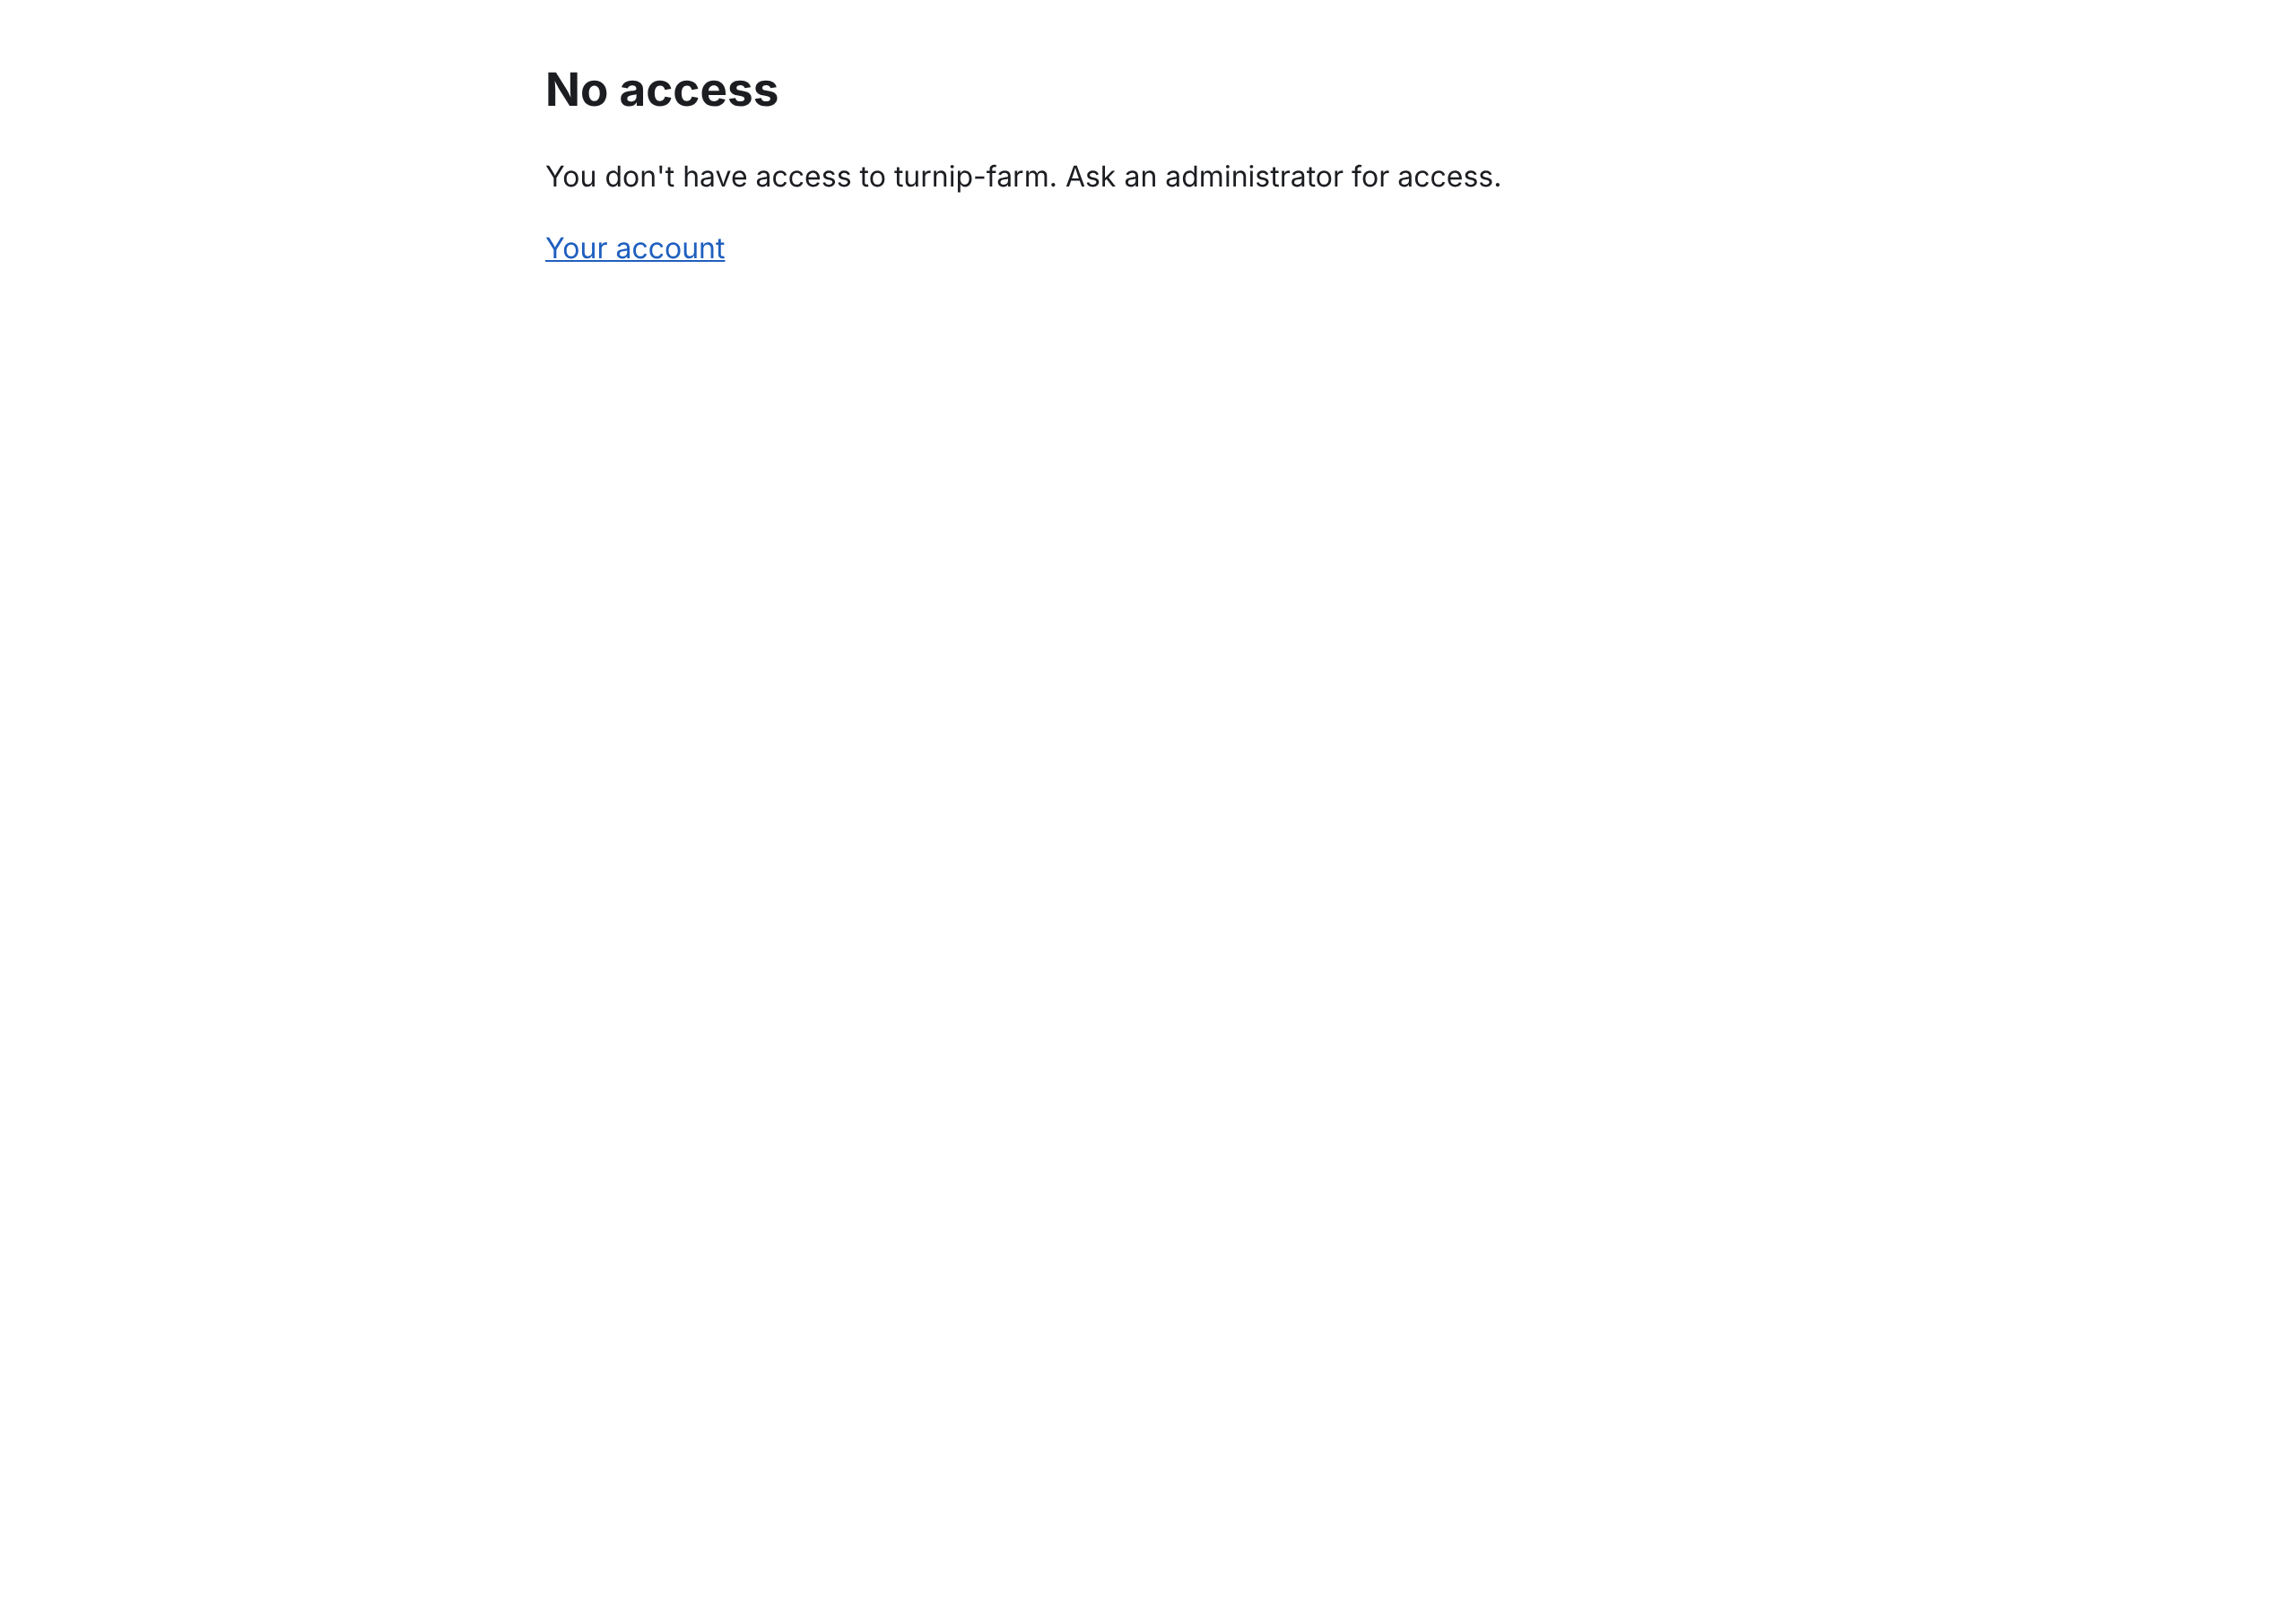 No access
You don't have access to turnip-farm. Ask an administrator for access.
Your account